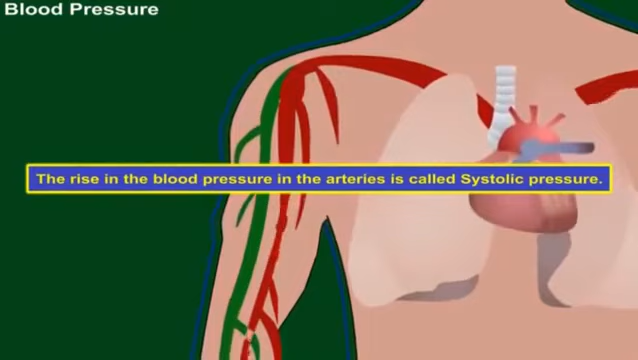 Blood Pressure
The rise in the blood pressure in the arteries is called Systolic pressure.